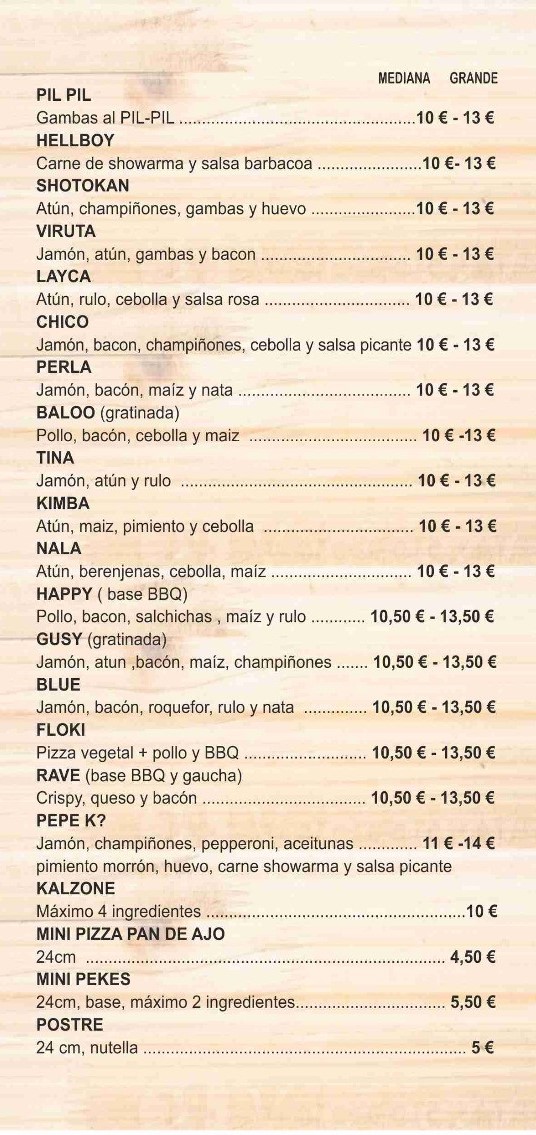 MEDIANA GRANDE
PIL PIL
Gambas al PIL-PIL ....................................................10 € - 13 €
HELLBOY
Carne de showarma y salsa barbacoa .......................10 €- 13 €
SHOTOKAN
Atún, champiñones, gambas y huevo .......................10 € - 13 €
VIRUTA
Jamón, atún, gambas y bacon ................................. 10 € - 13 €
LAYCA
Atún, rulo, cebolla y salsa rosa ................................ 10 € - 13 €
CHICO
Jamón, bacon, champiñones, cebolla y salsa picante 10 € - 13 €
PERLA
Jamón, bacón, maíz y nata ...................................... 10 € - 13 €
BALOO (gratinada)
Pollo, bacón, cebolla y maiz ..................................... 10 € -13 €
TINA
Jamón, atún y rulo ................................................... 10 € - 13 €
KIMBA
Atún, maiz, pimiento y cebolla ................................. 10 € - 13 €
NALA
Atún, berenjenas, cebolla, maíz ............................... 10 € - 13 €
HAPPY ( base BBQ)
Pollo, bacon, salchichas , maíz y rulo ............ 10,50 € - 13,50 €
GUSY (gratinada)
Jamón, atun ,bacón, maíz, champiñones ....... 10,50 € - 13,50 €
BLUE
Jamón, bacón, roquefor, rulo y nata .............. 10,50 € - 13,50 €
FLOKI
Pizza vegetal + pollo y BBQ ........................... 10,50 € - 13,50 €
RAVE (base BBQ y gaucha)
Crispy, queso y bacón .................................... 10,50 € - 13,50 €
PEPE K?
Jamón, champiñones, pepperoni, aceitunas ............. 11 € -14 €
pimiento morrón, huevo, carne showarma y salsa picante
KALZONE
Máximo 4 ingredientes .........................................................10 €
MINI PIZZA PAN DE AJO
24cm ............................................................................... 4,50 €
MINI PEKES
24cm, base, máximo 2 ingredientes................................. 5,50 €
POSTRE
24 cm, nutella ....................................................................... 5 €